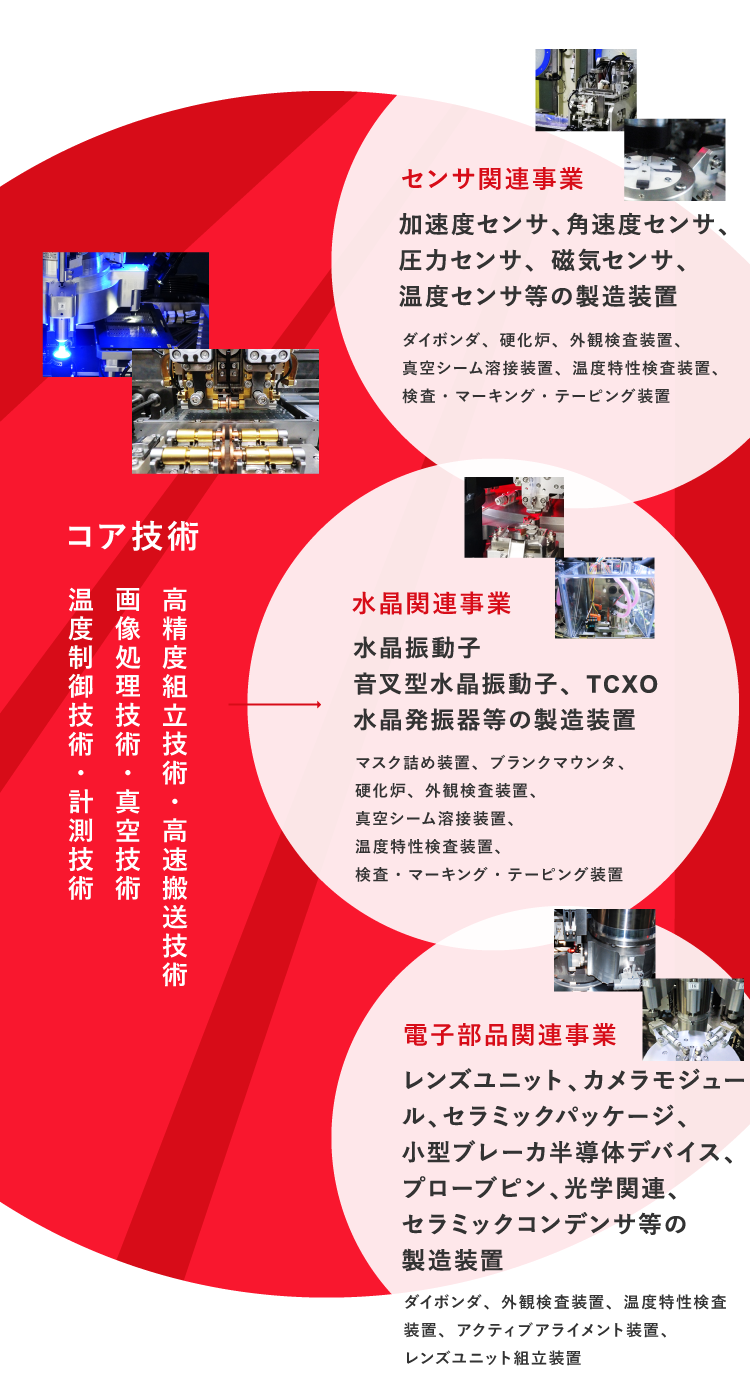 コア技術
高精度組立技術・高速搬送技術
画像処理技術・真空技術
温度制御技術・計測技術
センサ関連事業
加速度センサ、角速度センサ、
圧力センサ、磁気センサ、
温度センサ等の製造装置
ダイボンダ、硬化炉、外観検査装置、
真空シーム溶接装置、温度特性検査装置、
検査・マーキング・テーピング装置
水晶関連事業
水晶振動子
音叉型水晶振動子、TCXO
水晶発振器等の製造装置
マスク詰め装置、ブランクマウンタ、
硬化炉、外観検査装置、
真空シーム溶接装置、
温度特性検査装置、
検査・マーキング・テーピング装置
電子部品関連事業
レンズユニット、カメラモジュー
ル、セラミックパッケージ、
小型ブレーカ半導体デバイス、
プローブピン、光学関連、
セラミックコンデンサ等の
製造装置
ダイボンダ、外観検査装置、温度特性検査
装置、アクティブアライメント装置、
レンズユニット組立装置